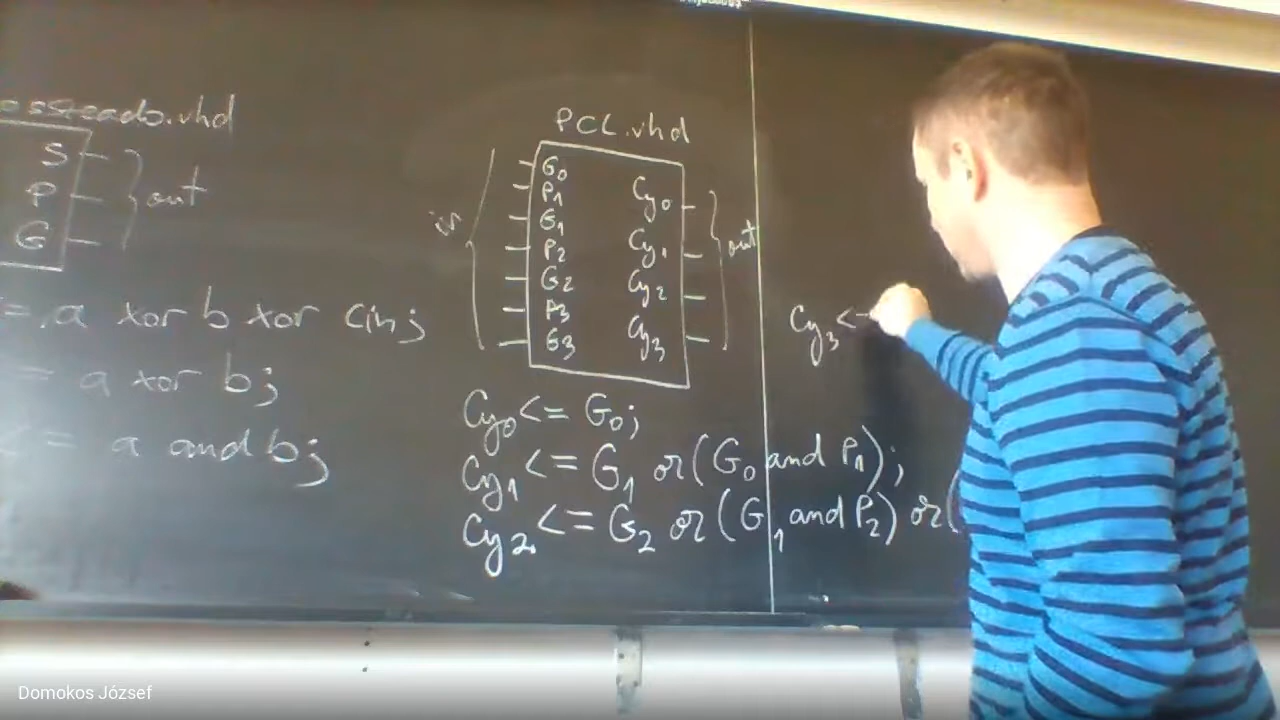 PCL.vhd
S
P
G
out
in
G0
P1
G1
P2
G2
P3
G3
Cy0
Cy1
Cy2
Cy3
out
= a xor b xor cin;
= a xor b;
<= a and b;
Cy3 <-
Cy0 <= G0;
Cy1 <= G1 or (G0 and P1);
Cy2 <= G2 or (G1 and P2) or (
Domokos József